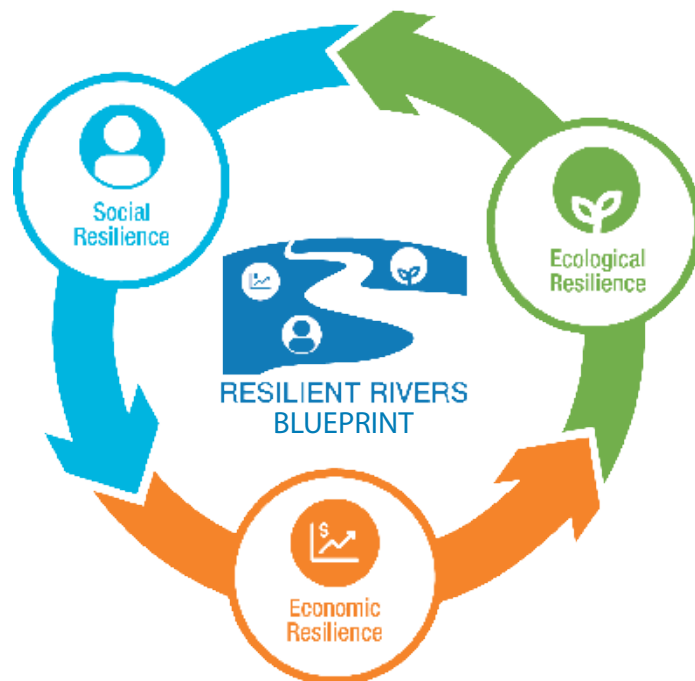 Social
Resilience
Ecological
Resilience
RESILIENT RIVERS
BLUEPRINT
$
Economic
Resilience